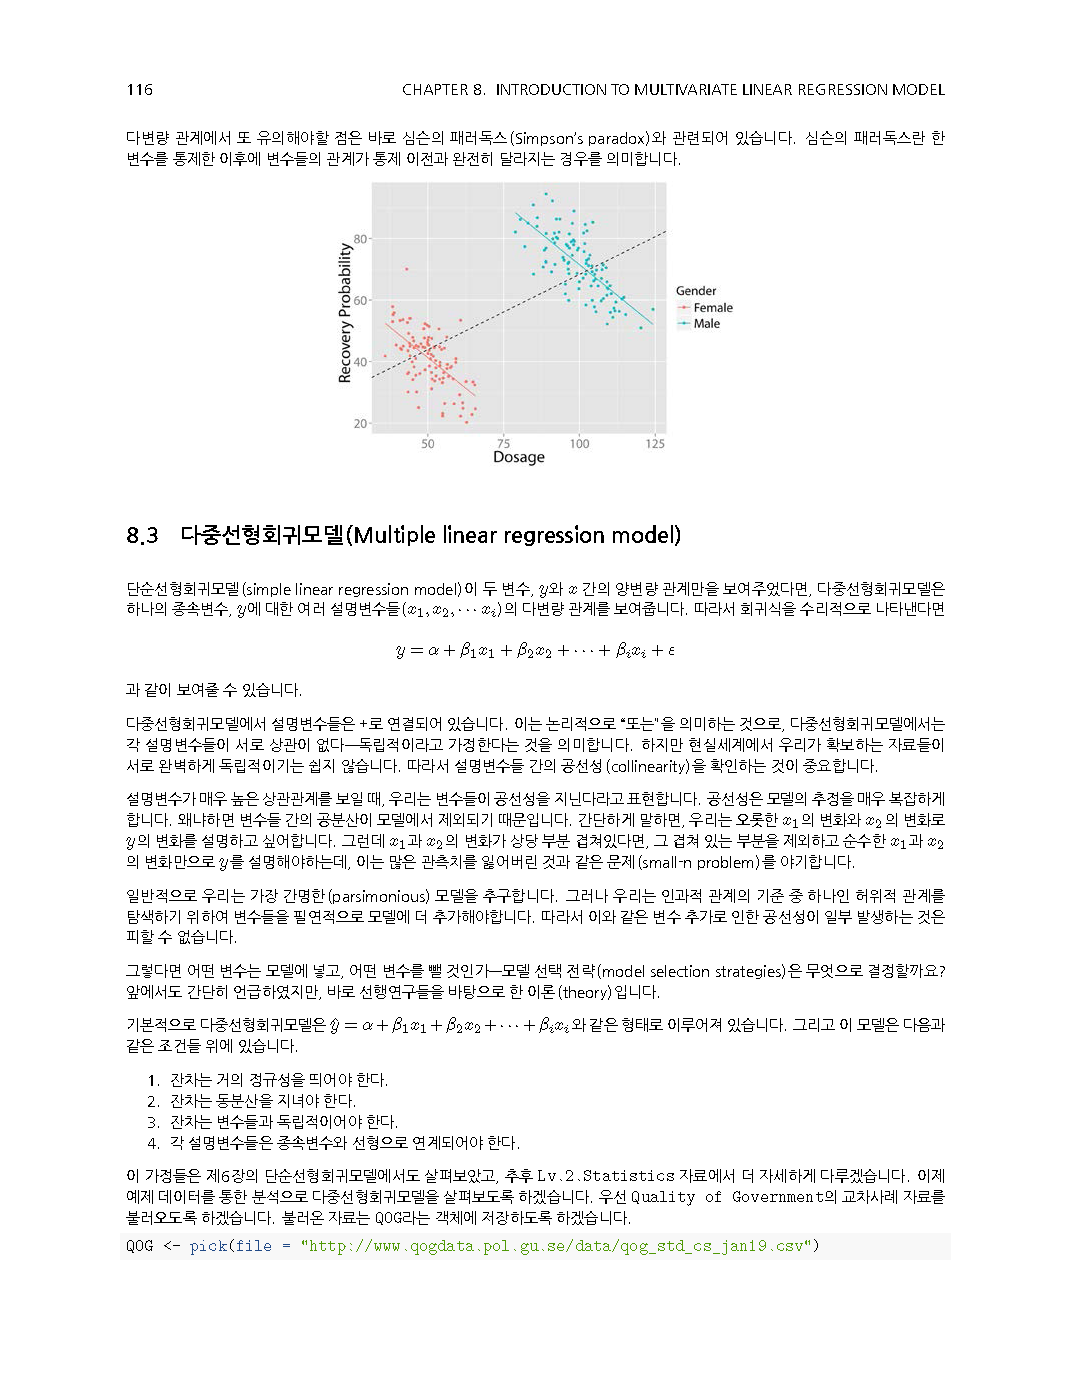 116 CHAPTER 8. INTRODUCTION TO MULTIVARIATE LINEAR REGRESSION MODEL
다변량 관계에서 또 유의해야할 점은 바로 심슨의 패러독스(Simpson's paradox)와 관련되어 있습니다. 심슨의 패러독스란 한
변수를 통제한 이후에 변수들의 관계가 통제 이전과 완전히 달라지는 경우를 의미합니다.
80
60
40
20
Recovery Probability
50 75 100 125
Dosage
Gender
Female
Male
8.3 다중선형회귀모델(Multiple linear regression model)
단순선형회귀모델(simple linear regression model)이 두 변수, y와 x 간의 양변량 관계만을 보여주었다면, 다중선형회귀모델은
하나의 종속변수, y에 대한 여러 설명변수들(x₁, x₂, ··· xᵢ)의 다변량 관계를 보여줍니다. 따라서 회귀식을 수리적으로 나타낸다면
y = α + β₁x₁ + β₂x₂ + ··· + βᵢxᵢ + ε
과 같이 보여줄 수 있습니다.
다중선형회귀모델에서 설명변수들은 +로 연결되어 있습니다. 이는 논리적으로 “또는”을 의미하는 것으로, 다중선형회귀모델에서는
각 설명변수들이 서로 상관이 없다—독립적이라고 가정한다는 것을 의미합니다. 하지만 현실세계에서 우리가 확보하는 자료들이
서로 완벽하게 독립적이기는 쉽지 않습니다. 따라서 설명변수들 간의 공선성(collinearity)을 확인하는 것이 중요합니다.
설명변수가 매우 높은 상관관계를 보일 때, 우리는 변수들이 공선성을 지닌다라고 표현합니다. 공선성은 모델의 추정을 매우 복잡하게
합니다. 왜냐하면 변수들 간의 공분산이 모델에서 제외되기 때문입니다. 간단하게 말하면, 우리는 오롯한 x₁의 변화와 x₂의 변화로
y의 변화를 설명하고 싶어합니다. 그런데 x₁과 x₂의 변화가 상당 부분 겹쳐있다면, 그 겹쳐 있는 부분을 제외하고 순수한 x₁과 x₂
의 변화만으로 y를 설명해야하는데, 이는 많은 관측치를 잃어버린 것과 같은 문제(small-n problem)를 야기합니다.
일반적으로 우리는 가장 간명한(parsimonious) 모델을 추구합니다. 그러나 우리는 인과적 관계의 기준 중 하나인 허위적 관계를
탐색하기 위하여 변수들을 필연적으로 모델에 더 추가해야합니다. 따라서 이와 같은 변수 추가로 인한 공선성이 일부 발생하는 것은
피할 수 없습니다.
그렇다면 어떤 변수는 모델에 넣고, 어떤 변수를 뺄 것인가—모델 선택 전략(model selection strategies)은 무엇으로 결정할까요?
앞에서도 간단히 언급하였지만, 바로 선행연구들을 바탕으로 한 이론(theory)입니다.
기본적으로 다중선형회귀모델은 ŷ = α + β₁x₁ + β₂x₂ + ··· + βᵢxᵢ와 같은 형태로 이루어져 있습니다. 그리고 이 모델은 다음과
같은 조건들 위에 있습니다.
1. 잔차는 거의 정규성을 띄어야 한다.
2. 잔차는 동분산을 지녀야 한다.
3. 잔차는 변수들과 독립적이어야 한다.
4. 각 설명변수들은 종속변수와 선형으로 연계되어야 한다.
이 가정들은 제6장의 단순선형회귀모델에서도 살펴보았고, 추후 Lv.2.Statistics 자료에서 더 자세하게 다루겠습니다. 이제
예제 데이터를 통한 분석으로 다중선형회귀모델을 살펴보도록 하겠습니다. 우선 Quality of Government의 교차사례 자료를
불러오도록 하겠습니다. 불러온 자료는 QOG라는 객체에 저장하도록 하겠습니다.
QOG <- pick(file = "http://www.qogdata.pol.gu.se/data/qog_std_cs_jan19.csv")